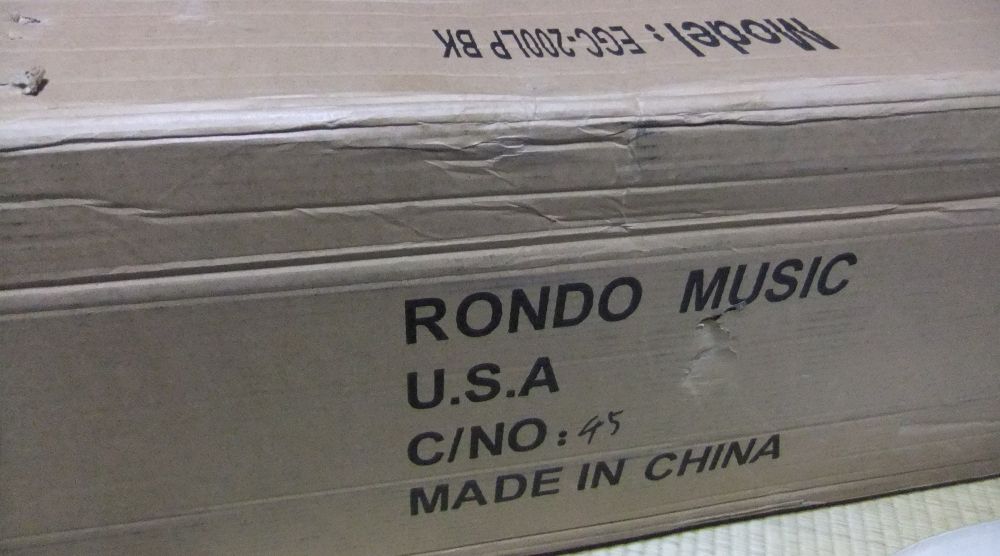 Model: EGC-200LP BK
RONDO MUSIC
U.S.A
C/NO: 45
MADE IN CHINA